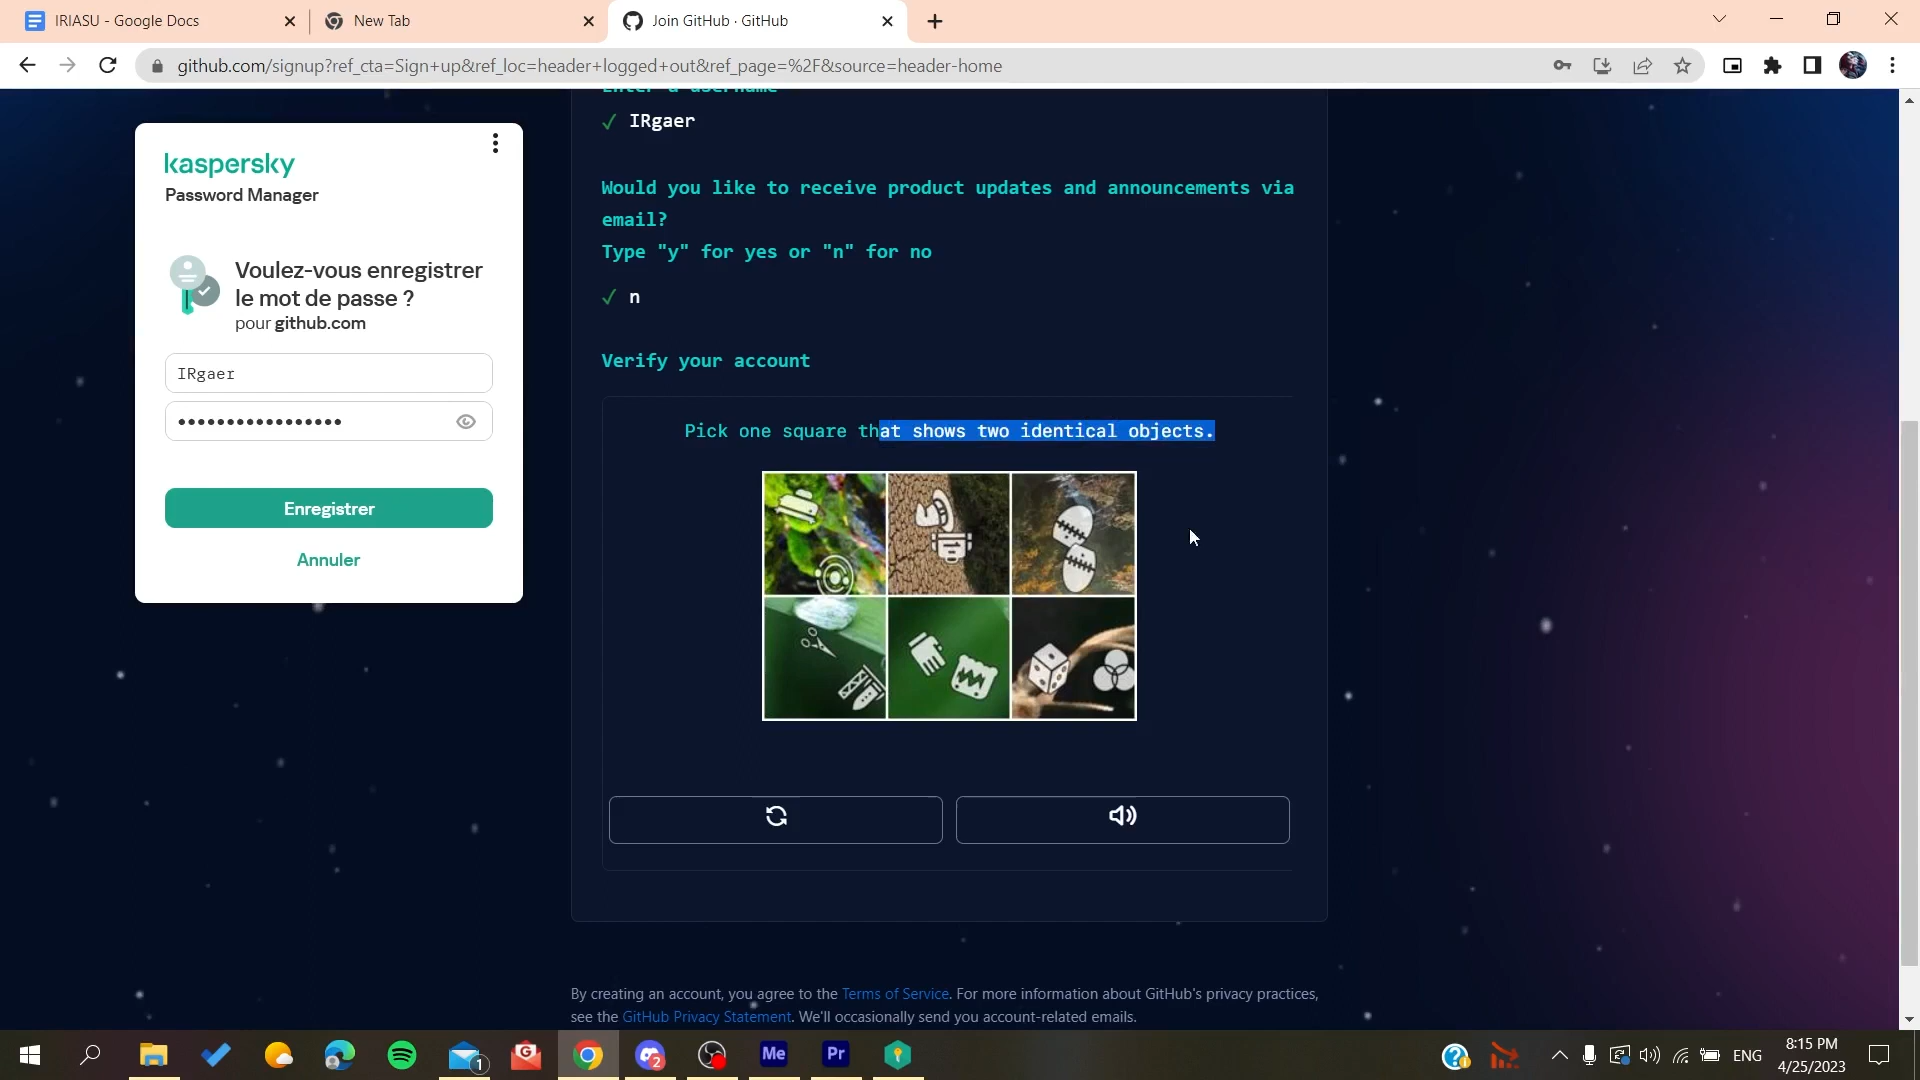 IRIASU - Google Docs
New Tab
Join GitHub · GitHub
github.com/signup?ref_cta=Sign+up&ref_loc=header+logged+out&ref_page=%2F&source=header-home
kaspersky
Password Manager
Voulez-vous enregistrer
le mot de passe ?
pour github.com
IRgaer
•••••••••••••••••
Enregistrer
Annuler
Enter a username
✓ IRgaer
Would you like to receive product updates and announcements via
email?
Type "y" for yes or "n" for no
✓ n
Verify your account
Pick one square that shows two identical objects.
By creating an account, you agree to the Terms of Service. For more information about GitHub's privacy practices,
see the GitHub Privacy Statement. We'll occasionally send you account-related emails.
1
G
2
Me
Pr
ENG
8:15 PM
4/25/2023